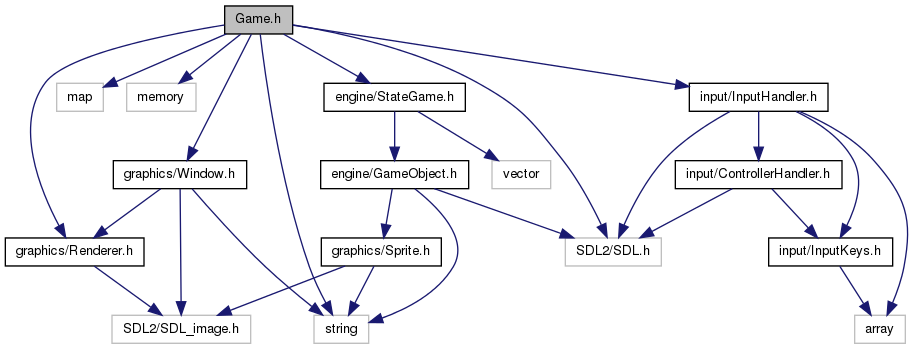 Game.h
map
memory
engine/StateGame.h
input/InputHandler.h
graphics/Window.h
engine/GameObject.h
vector
input/ControllerHandler.h
graphics/Renderer.h
graphics/Sprite.h
SDL2/SDL.h
input/InputKeys.h
SDL2/SDL_image.h
string
array